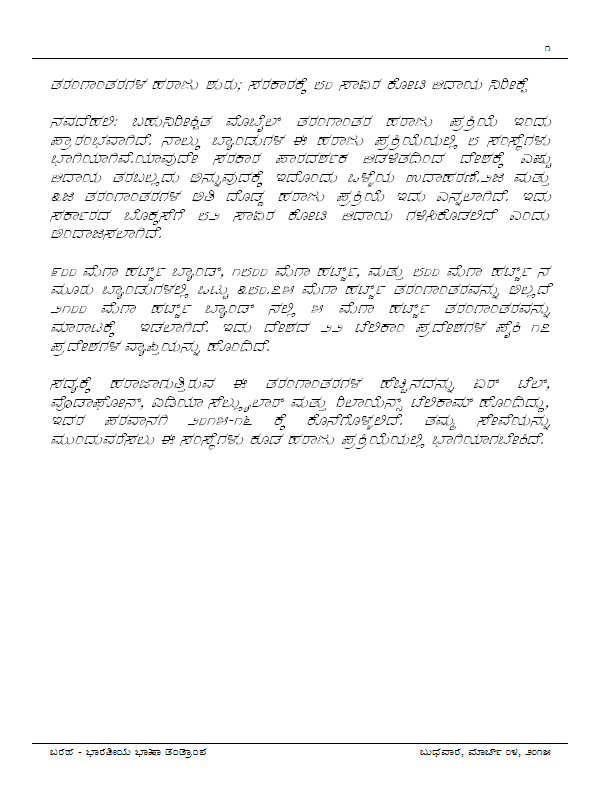 ೧
ತರಂಗಾಂತರಗಳ ಹರಾಜು ಶುರು; ಸರಕಾರಕ್ಕೆ ೮೦ ಸಾವಿರ ಕೋಟಿ ಆದಾಯ ನಿರೀಕ್ಷೆ
ನವದೆಹಲಿ: ಬಹುನಿರೀಕ್ಷಿತ ಮೊಬೈಲ್ ತರಂಗಾಂತರ ಹರಾಜು ಪ್ರಕ್ರಿಯೆ ಇಂದು
ಪ್ರಾರಂಭವಾಗಿದೆ. ನಾಲ್ಕು ಬ್ಯಾಂಡುಗಳ ಈ ಹರಾಜು ಪ್ರಕ್ರಿಯೆಯಲ್ಲಿ ೮ ಸಂಸ್ಥೆಗಳು
ಭಾಗಿಯಾಗಿವೆ.ಯಾವುದೇ ಸರಕಾರ ಪಾರದರ್ಶಕ ಆಡಳಿತದಿಂದ ದೇಶಕ್ಕೆ ಎಷ್ಟು
ಆದಾಯ ತರಬಲ್ಲದು ಅನ್ನುವುದಕ್ಕೆ ಇದೊಂದು ಒಳ್ಳೆಯ ಉದಾಹರಣೆ.೨ಜಿ ಮತ್ತು
೩ಜಿ ತರಂಗಾಂತರಗಳ ಅತಿ ದೊಡ್ಡ ಹರಾಜು ಪ್ರಕ್ರಿಯೆ ಇದು ಎನ್ನಲಾಗಿದೆ. ಇದು
ಸರ್ಕಾರದ ಬೊಕ್ಕಸೆಗೆ ೮೨ ಸಾವಿರ ಕೋಟಿ ಆದಾಯ ಗಳಿಸಿಕೊಡಲಿದೆ ಎಂದು
ಅಂದಾಜಿಸಲಾಗಿದೆ.
೯೦೦ ಮೆಗಾ ಹರ್ಟ್ಜ್ ಬ್ಯಾಂಡ್, ೧೮೦೦ ಮೆಗಾ ಹರ್ಟ್ಜ್, ಮತ್ತು ೮೦೦ ಮೆಗಾ ಹರ್ಟ್ಜ್ ನ
ಮೂರು ಬ್ಯಾಂಡುಗಳಲ್ಲಿ ಒಟ್ಟು ೩೮೦.೭೫ ಮೆಗಾ ಹರ್ಟ್ಜ್ ತರಂಗಾಂತರವನ್ನು ಅಲ್ಲದೆ
೨೧೦೦ ಮೆಗಾ ಹರ್ಟ್ಜ್ ಬ್ಯಾಂಡ್ ನಲ್ಲಿ ೫ ಮೆಗಾ ಹರ್ಟ್ಜ್ ತರಂಗಾಂತರವನ್ನು
ಮಾರಾಟಕ್ಕೆ ಇಡಲಾಗಿದೆ. ಇದು ದೇಶದ ೨೨ ಟೆಲಿಕಾಂ ಪ್ರದೇಶಗಳ ಪೈಕಿ ೧೭
ಪ್ರದೇಶಗಳ ವ್ಯಾಪ್ತಿಯನ್ನು ಹೊಂದಿದೆ.
ಸದ್ಯಕ್ಕೆ ಹರಾಜಾಗುತ್ತಿರುವ ಈ ತರಂಗಾಂತರಗಳ ಹೆಚ್ಚಿನದನ್ನು ಏರ್ ಟೆಲ್,
ವೊಡಾಫೋನ್, ಐಡಿಯಾ ಸೆಲ್ಯುಲಾರ್ ಮತ್ತು ರಿಲಾಯೆನ್ಸ್ ಟೆಲಿಕಾಮ್ ಹೊಂದಿದ್ದು,
ಇದರ ಪರವಾನಗಿ ೨೦೧೫-೧೬ ಕ್ಕೆ ಕೊನೆಗೊಳ್ಳಲಿದೆ. ತಮ್ಮ ಸೇವೆಯನ್ನು
ಮುಂದುವರೆಸಲು ಈ ಸಂಸ್ಥೆಗಳು ಕೂಡ ಹರಾಜು ಪ್ರಕ್ರಿಯೆಯಲ್ಲಿ ಭಾಗಿಯಾಗಬೇಕಿದೆ.
ಬರಹ - ಭಾರತೀಯ ಭಾಷಾ ತಂತ್ರಾಂಶ ಬುಧವಾರ, ಮಾರ್ಚ್ ೦೪, ೨೦೧೫